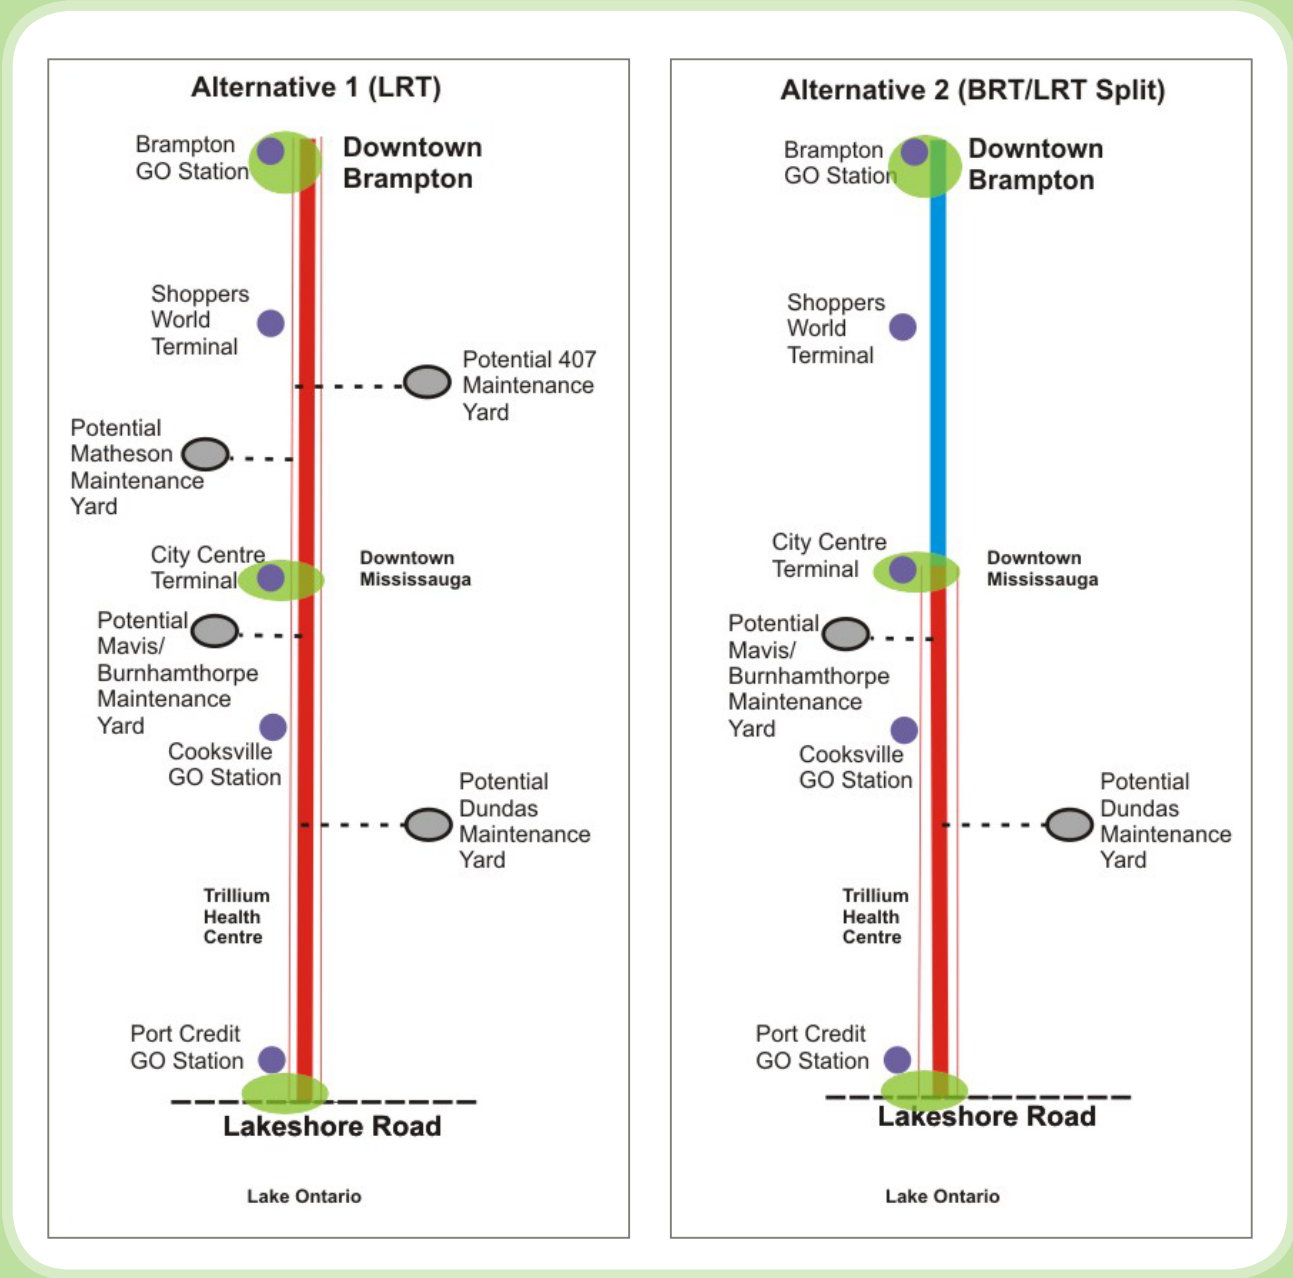 Alternative 1 (LRT)
Brampton
GO Station
Downtown
Brampton
Shoppers
World
Terminal
Potential 407
Maintenance
Yard
Potential
Matheson
Maintenance
Yard
City Centre
Terminal
Downtown
Mississauga
Potential
Mavis/
Burnhamthorpe
Maintenance
Yard
Cooksville
GO Station
Potential
Dundas
Maintenance
Yard
Trillium
Health
Centre
Port Credit
GO Station
Lakeshore Road
Lake Ontario
Alternative 2 (BRT/LRT Split)
Brampton
GO Station
Downtown
Brampton
Shoppers
World
Terminal
City Centre
Terminal
Downtown
Mississauga
Potential
Mavis/
Burnhamthorpe
Maintenance
Yard
Cooksville
GO Station
Potential
Dundas
Maintenance
Yard
Trillium
Health
Centre
Port Credit
GO Station
Lakeshore Road
Lake Ontario